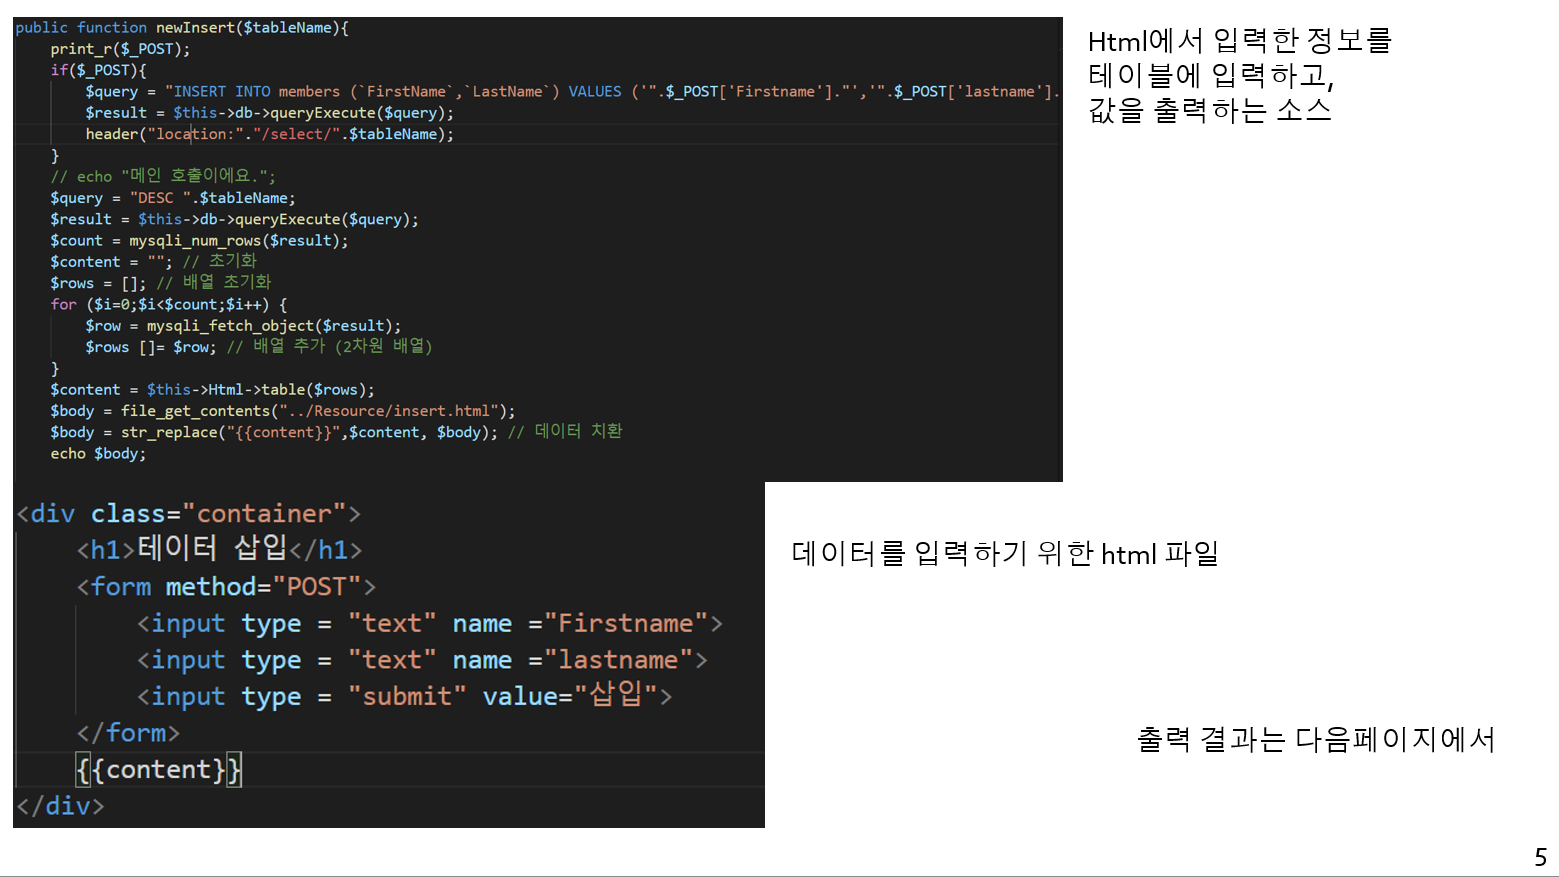 public function newInsert($tableName){
print_r($_POST);
if($_POST){
$query = "INSERT INTO members (`FirstName`,`LastName`) VALUES ('".$_POST['Firstname']."','".$_POST['lastname'].
$result = $this->db->queryExecute($query);
header("location:"."/select/".$tableName);
}
// echo "메인 호출이에요.";
$query = "DESC ".$tableName;
$result = $this->db->queryExecute($query);
$count = mysqli_num_rows($result);
$content = ""; // 초기화
$rows = []; // 배열 초기화
for ($i=0;$i<$count;$i++) {
$row = mysqli_fetch_object($result);
$rows []= $row; // 배열 추가 (2차원 배열)
}
$content = $this->Html->table($rows);
$body = file_get_contents("../Resource/insert.html");
$body = str_replace("{{content}}",$content, $body); // 데이터 치환
echo $body;
Html에서 입력한 정보를
테이블에 입력하고,
값을 출력하는 소스
<div class="container">
<h1>테이터 삽입</h1>
<form method="POST">
<input type = "text" name ="Firstname">
<input type = "text" name ="lastname">
<input type = "submit" value="삽입">
</form>
{{content}}
</div>
데이터를 입력하기 위한 html 파일
출력 결과는 다음페이지에서
5